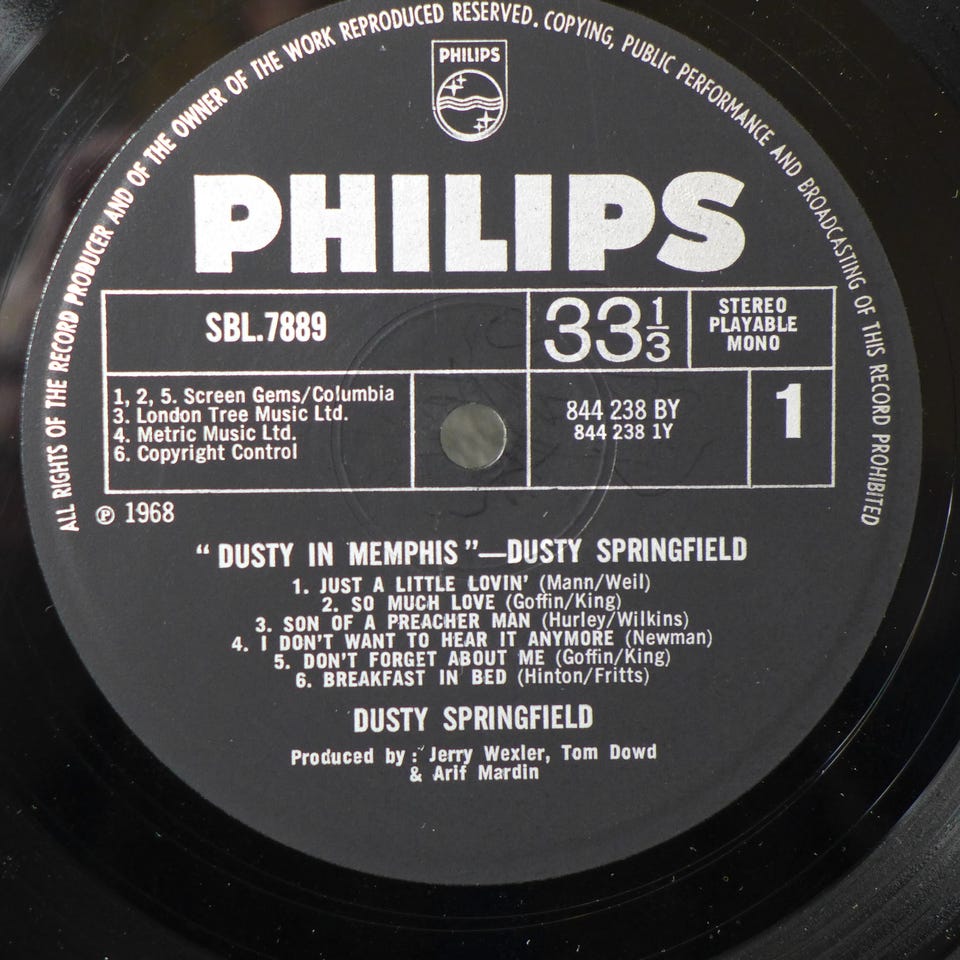 ALL RIGHTS OF THE RECORD PRODUCER AND OF THE OWNER OF THE WORK REPRODUCED RESERVED. COPYING, PUBLIC PERFORMANCE AND BROADCASTING OF THIS RECORD PROHIBITED
PHILIPS
PHILIPS
SBL.7889
33 1/3
STEREO
PLAYABLE
MONO
1, 2, 5. Screen Gems/Columbia
3. London Tree Music Ltd.
4. Metric Music Ltd.
6. Copyright Control
844 238 BY
844 238 1Y
1
℗ 1968
“ DUSTY IN MEMPHIS ”—DUSTY SPRINGFIELD
1. JUST A LITTLE LOVIN' (Mann/Weil)
2. SO MUCH LOVE (Goffin/King)
3. SON OF A PREACHER MAN (Hurley/Wilkins)
4. I DON'T WANT TO HEAR IT ANYMORE (Newman)
5. DON'T FORGET ABOUT ME (Goffin/King)
6. BREAKFAST IN BED (Hinton/Fritts)
DUSTY SPRINGFIELD
Produced by : Jerry Wexler, Tom Dowd
& Arif Mardin